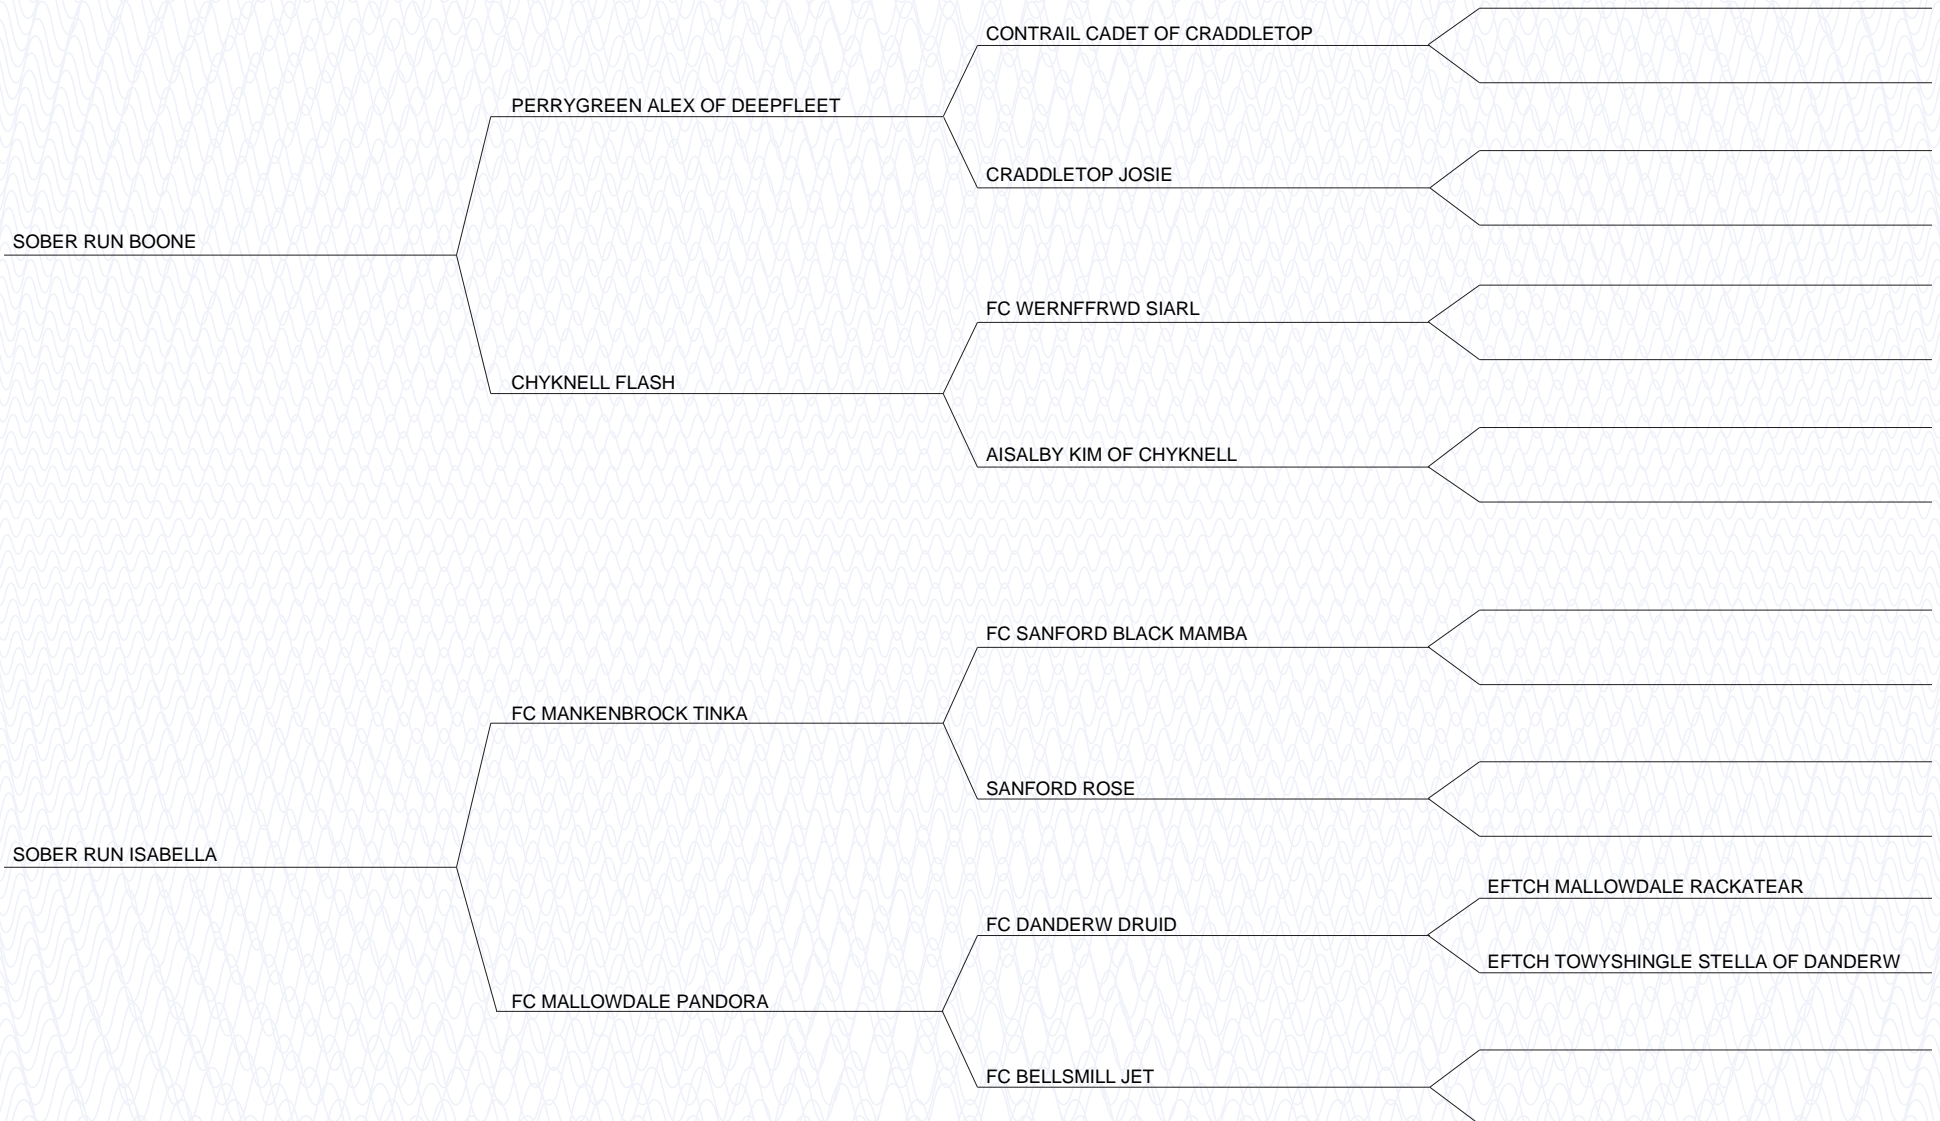 CONTRAIL CADET OF CRADDLETOP
PERRYGREEN ALEX OF DEEPFLEET
CRADDLETOP JOSIE
SOBER RUN BOONE
FC WERNFFRWD SIARL
CHYKNELL FLASH
AISALBY KIM OF CHYKNELL
FC SANFORD BLACK MAMBA
FC MANKENBROCK TINKA
SANFORD ROSE
SOBER RUN ISABELLA
EFTCH MALLOWDALE RACKATEAR
FC DANDERW DRUID
EFTCH TOWYSHINGLE STELLA OF DANDERW
FC MALLOWDALE PANDORA
FC BELLSMILL JET